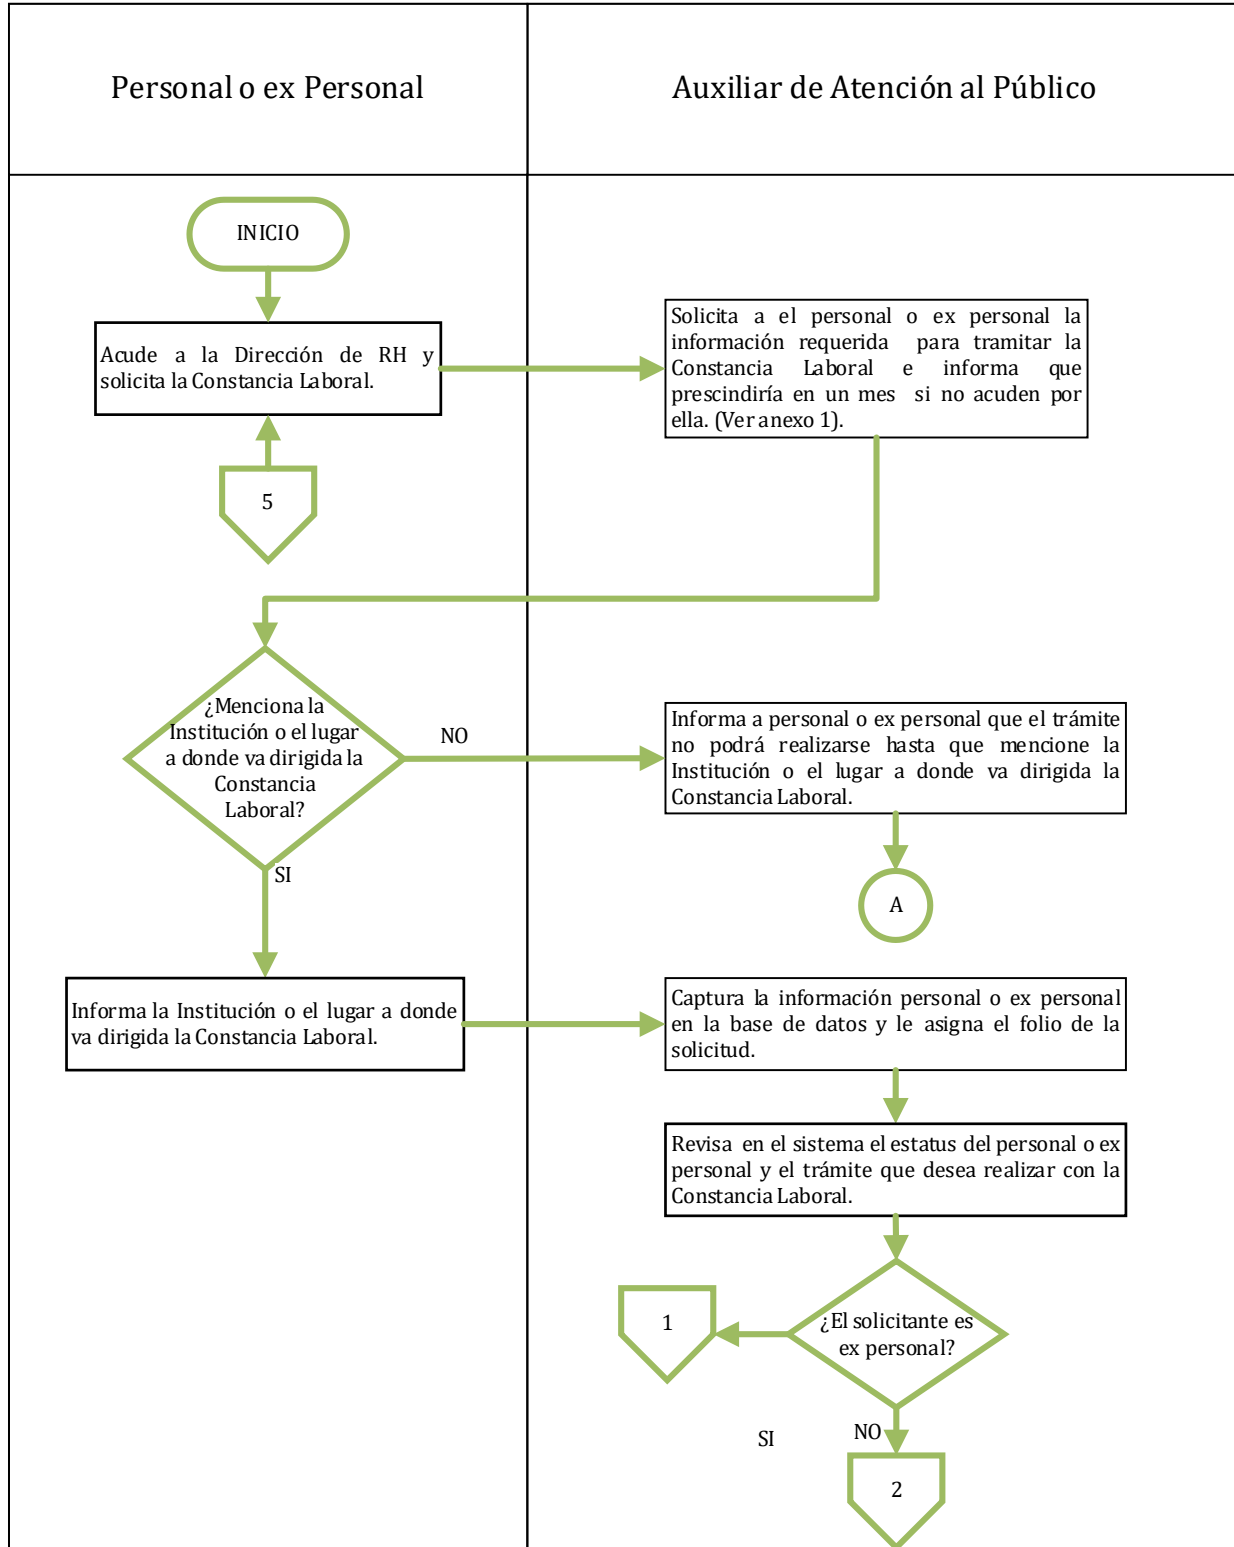 Personal o ex Personal
Auxiliar de Atención al Público
INICIO
Acude a la Dirección de RH y
solicita la Constancia Laboral.
Solicita a el personal o ex personal la
información requerida para tramitar la
Constancia Laboral e informa que
prescindiría en un mes si no acuden por
ella. (Ver anexo 1).
5
¿Menciona la
Institución o el lugar
a donde va dirigida la
Constancia
Laboral?
NO
Informa a personal o ex personal que el trámite
no podrá realizarse hasta que mencione la
Institución o el lugar a donde va dirigida la
Constancia Laboral.
SI
A
Informa la Institución o el lugar a donde
va dirigida la Constancia Laboral.
Captura la información personal o ex personal
en la base de datos y le asigna el folio de la
solicitud.
Revisa en el sistema el estatus del personal o ex
personal y el trámite que desea realizar con la
Constancia Laboral.
¿El solicitante es
ex personal?
1
SI
NO
2